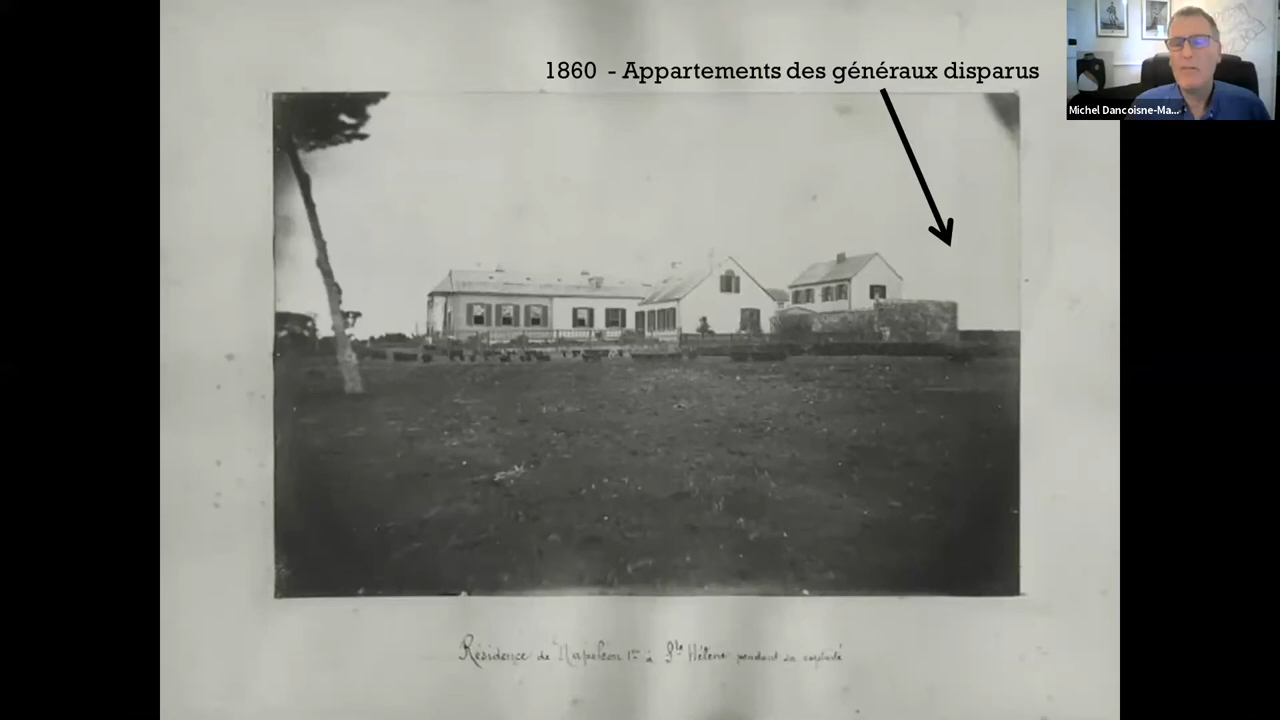 1860 - Appartements des généraux disparus
Michel Dancoisne-Ma...
Résidence de Napoléon 1er à Ste Hélène pendant sa captivité